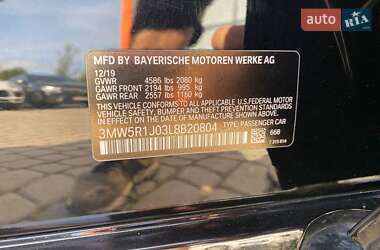 auto RIA
MFD BY BAYERISCHE MOTOREN WERKE AG
12/19
GVWR 4586 lbs 2080 kg
GAWR FRONT 2194 lbs 995 kg
GAWR REAR 2557 lbs 1160 kg
THIS VEHICLE CONFORMS TO ALL APPLICABLE U.S. FEDERAL
SAFETY, BUMPER AND THEFT PREVENTION STANDARDS IN
EFFECT ON THE DATE OF MANUFACTURE SHOWN ABOVE.
3MW5R1J03L8B20804 TYPE: PASSENGER CAR
668